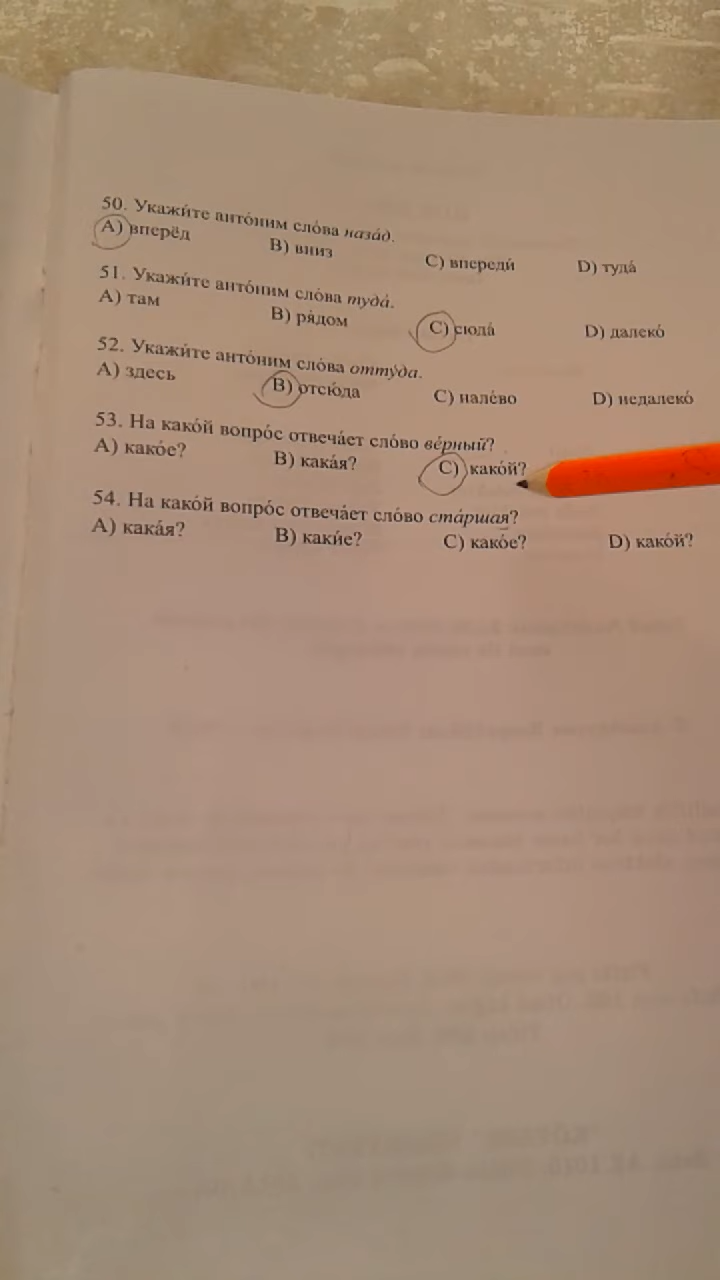 50. Укажи́те анто́ним сло́ва наза́д.
A) вперёд B) вниз C) впереди́ D) туда́
51. Укажи́те анто́ним сло́ва туда́.
A) там B) ря́дом C) сюда́ D) далеко́
52. Укажи́те анто́ним сло́ва отту́да.
A) здесь B) отсю́да C) нале́во D) недалеко́
53. На како́й вопро́с отвеча́ет сло́во ве́рный?
A) како́е? B) кака́я? C) како́й?
54. На како́й вопро́с отвеча́ет сло́во ста́ршая?
A) кака́я? B) каки́е? C) како́е? D) како́й?